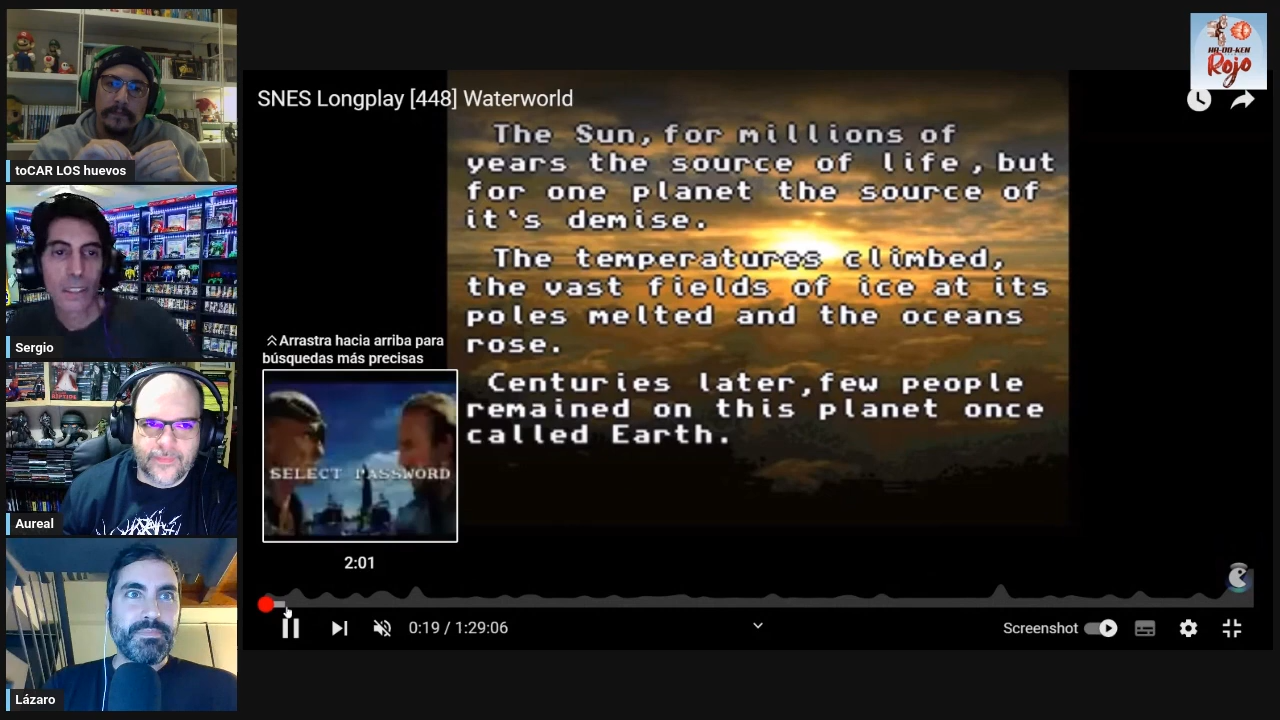 HA-DO-KEN
Rojo
SNES Longplay [448] Waterworld
The Sun, for millions of
years the source of life, but
for one planet the source of
it's demise.
The temperatures climbed,
the vast fields of ice at its
poles melted and the oceans
rose.
Centuries later, few people
remained on this planet once
called Earth.
Arrastra hacia arriba para
búsquedas más precisas
SELECT PASSWORD
2:01
0:19 / 1:29:06
Screenshot
toCAR LOS huevos
Sergio
Aureal
Lázaro